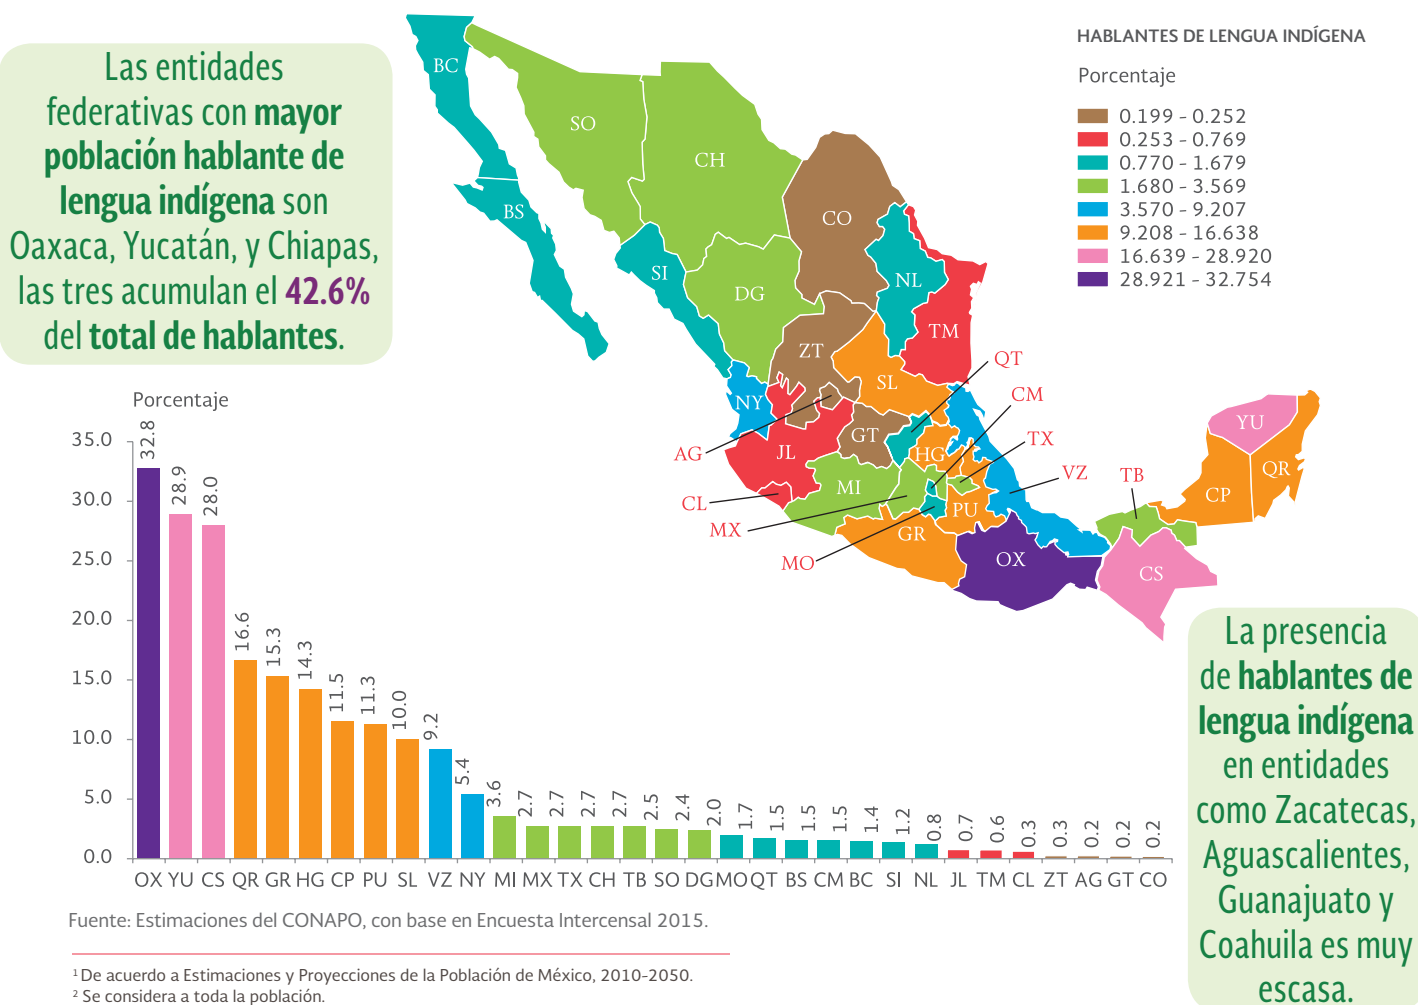 Las entidades
federativas con mayor
población hablante de
lengua indígena son
Oaxaca, Yucatán, y Chiapas,
las tres acumulan el 42.6%
del total de hablantes.
HABLANTES DE LENGUA INDÍGENA
Porcentaje
0.199 - 0.252
0.253 - 0.769
0.770 - 1.679
1.680 - 3.569
3.570 - 9.207
9.208 - 16.638
16.639 - 28.920
28.921 - 32.754
BC
SO
CH
BS
CO
SI
NL
DG
TM
ZT
QT
SL
CM
NY
AG
GT
HG
TX
YU
JL
QR
VZ
TB
CP
CL
MI
MX
PU
GR
MO
OX
CS
Porcentaje
35.0
30.0
25.0
20.0
15.0
10.0
5.0
0.0
32.8
28.9
28.0
16.6
15.3
14.3
11.5
11.3
10.0
9.2
5.4
3.6
2.7
2.7
2.7
2.7
2.5
2.4
2.0
1.7
1.5
1.5
1.5
1.4
1.2
0.8
0.7
0.6
0.3
0.3
0.2
0.2
0.2
OX YU CS QR GR HG CP PU SL VZ NY MI MX TX CH TB SO DG MO QT BS CM BC SI NL JL TM CL ZT AG GT CO
La presencia
de hablantes de
lengua indígena
en entidades
como Zacatecas,
Aguascalientes,
Guanajuato y
Coahuila es muy
escasa.
Fuente: Estimaciones del CONAPO, con base en Encuesta Intercensal 2015.
¹ De acuerdo a Estimaciones y Proyecciones de la Población de México, 2010-2050.
² Se considera a toda la población.